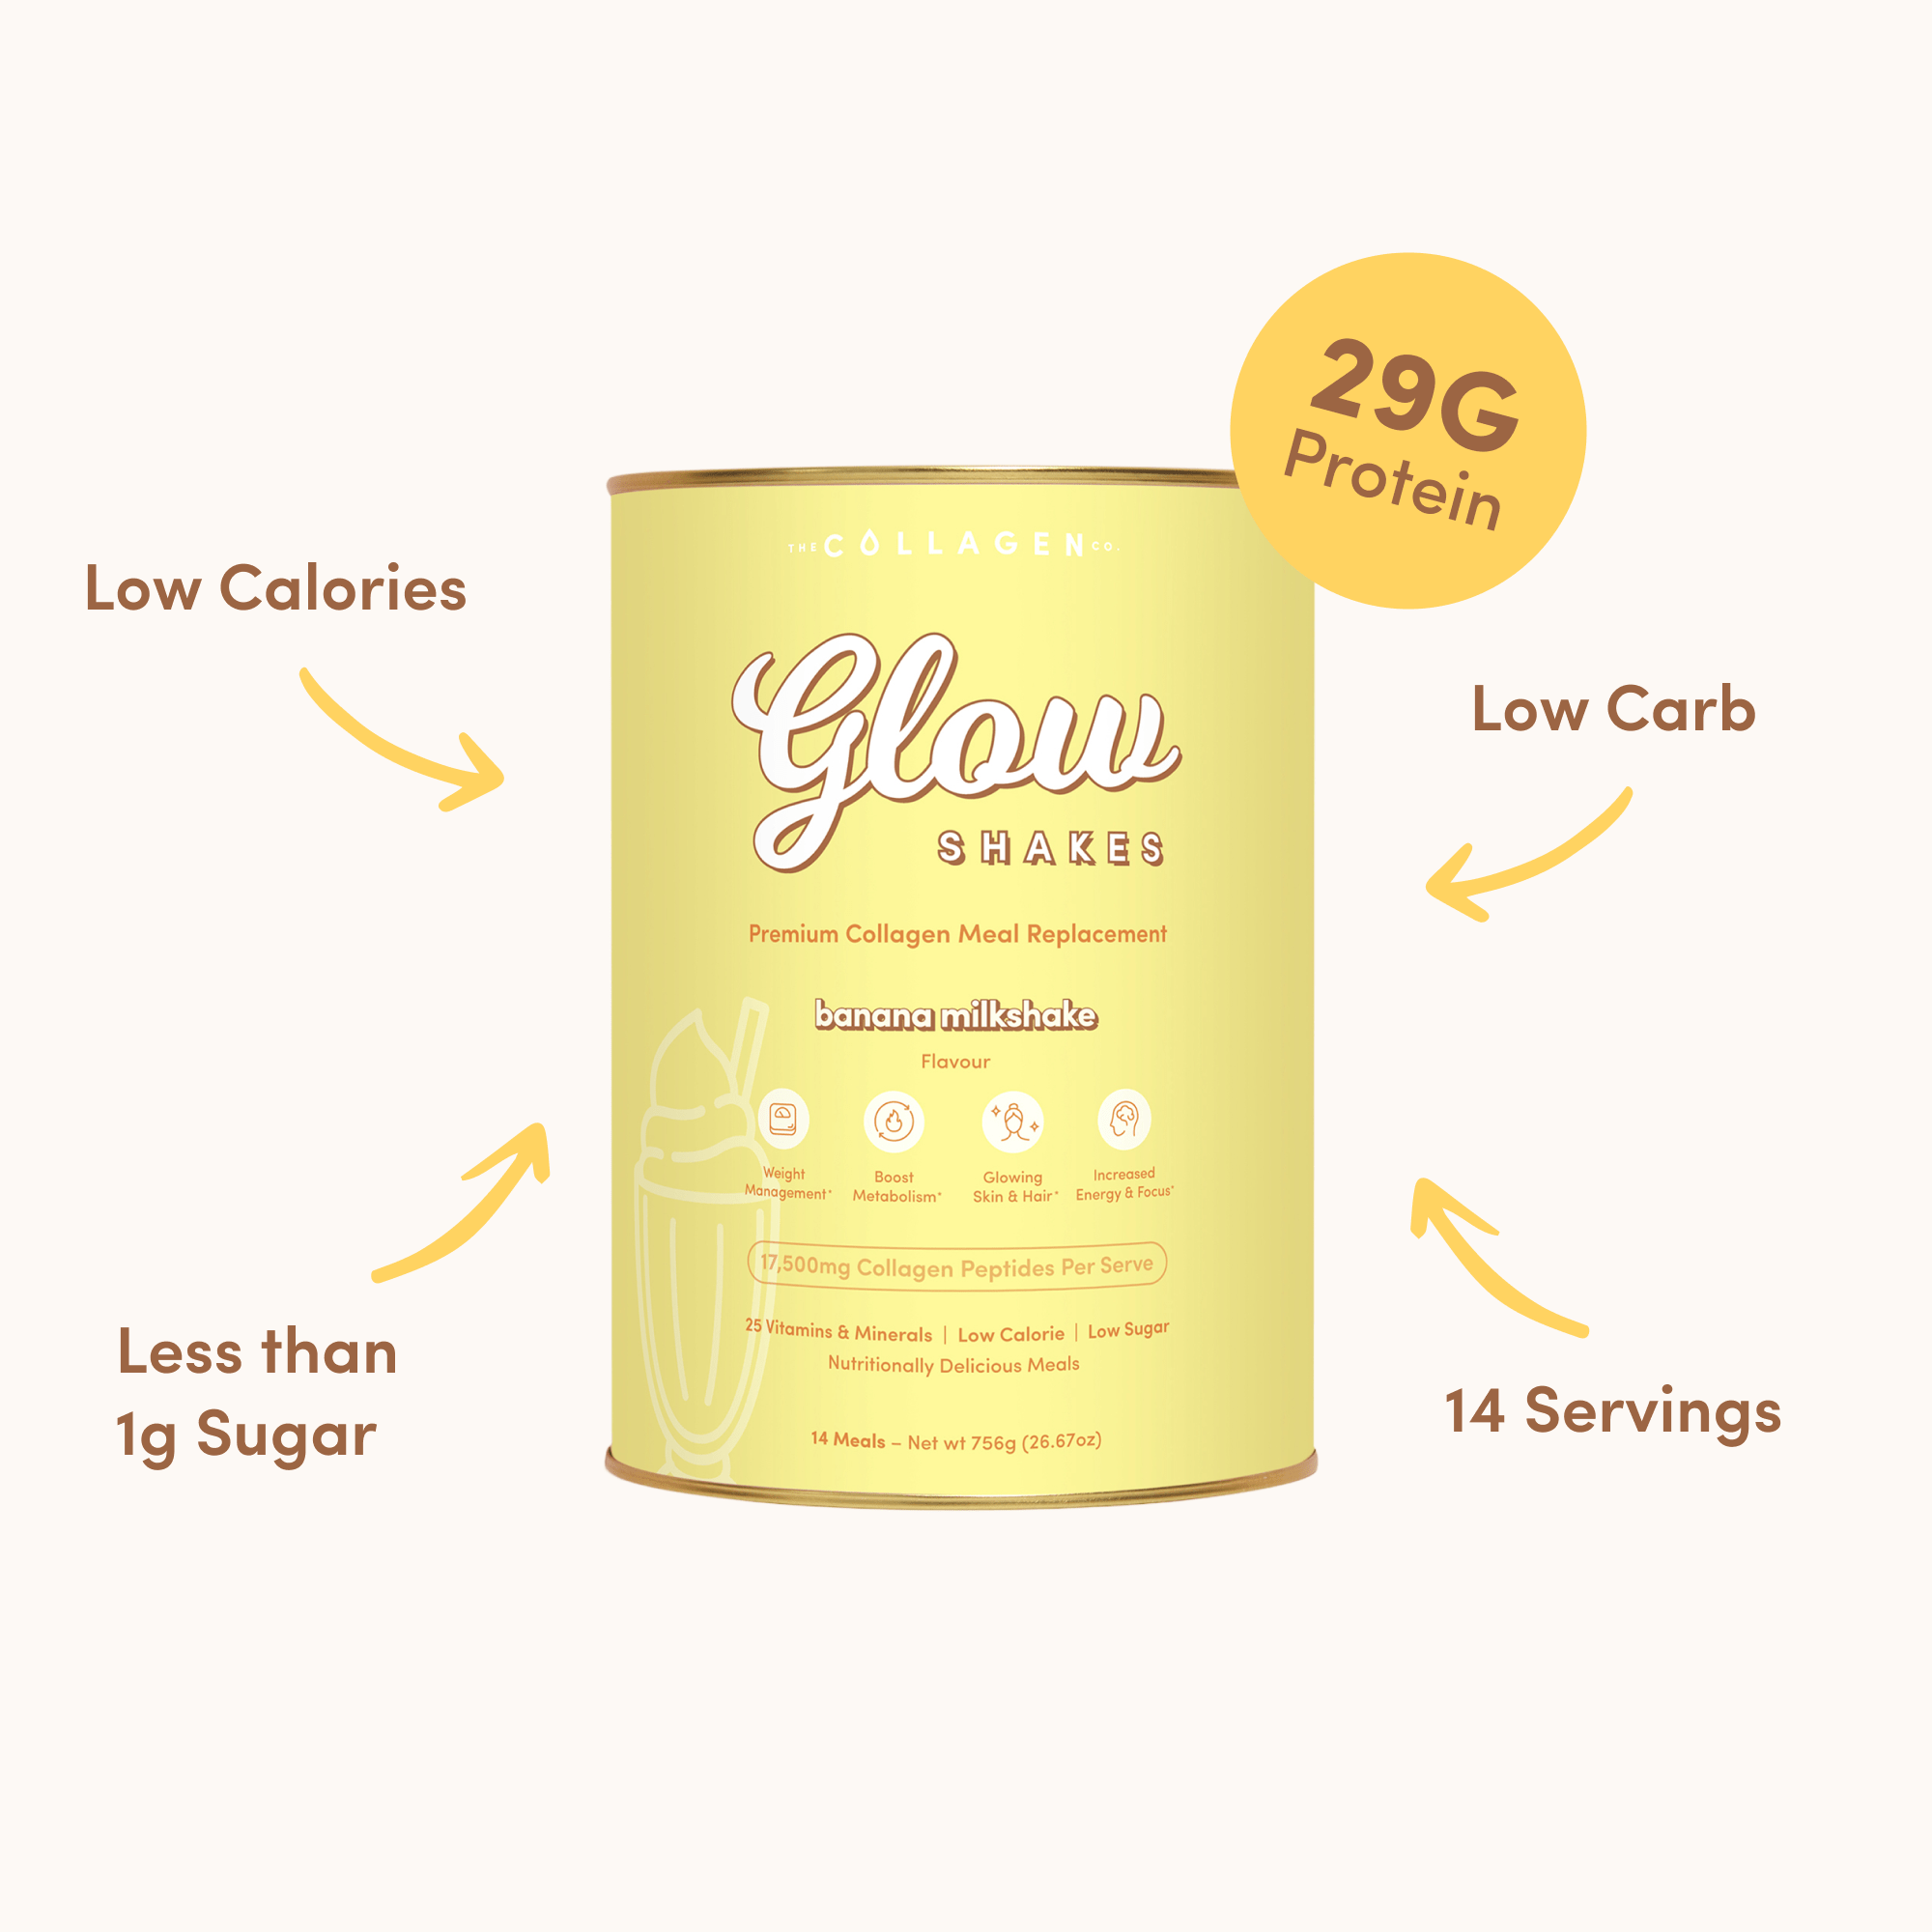 29G
Protein
THE COLLAGEN CO.
Low Calories
Glow
SHAKES
Low Carb
Premium Collagen Meal Replacement
banana milkshake
Flavour
Weight
Management*
Boost
Metabolism*
Glowing
Skin & Hair*
Increased
Energy & Focus*
17,500mg Collagen Peptides Per Serve
25 Vitamins & Minerals | Low Calorie | Low Sugar
Nutritionally Delicious Meals
Less than
1g Sugar
14 Servings
14 Meals – Net wt 756g (26.67oz)